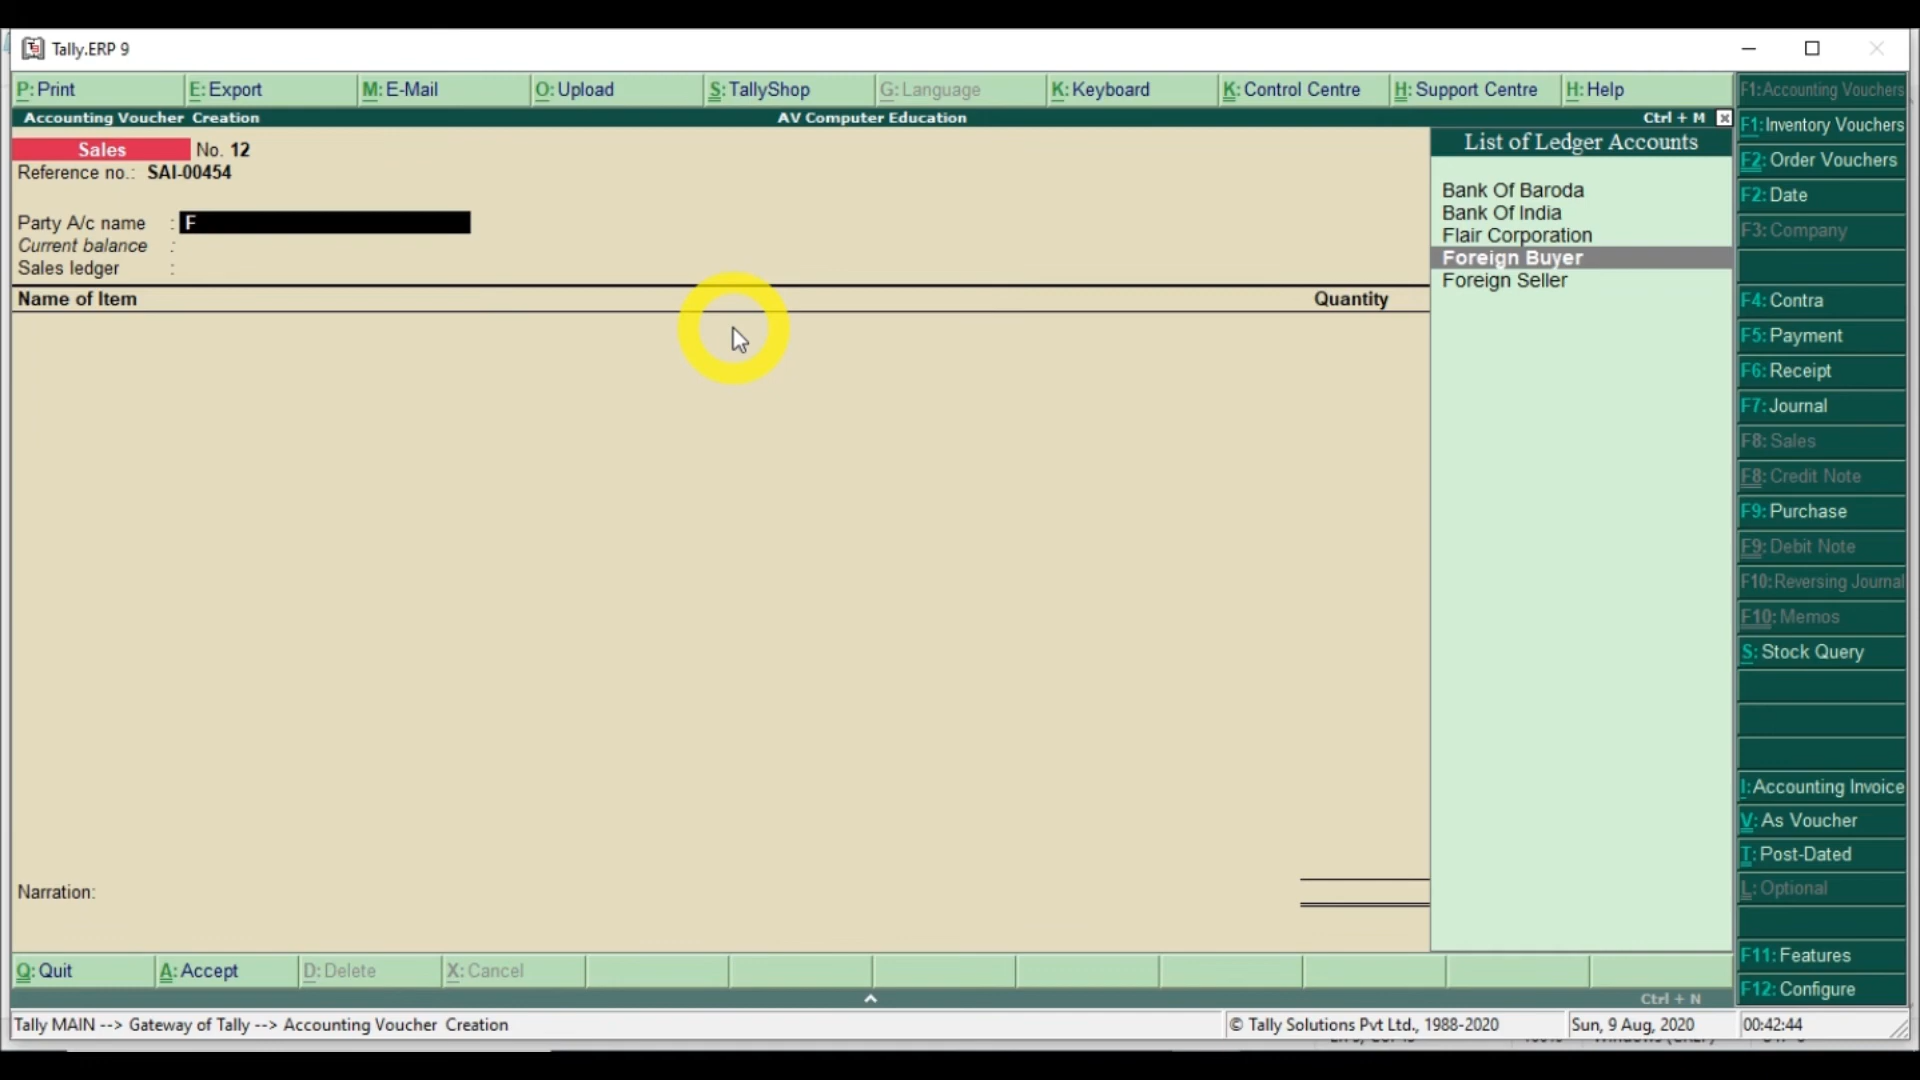 Tally.ERP 9
P: Print E: Export M: E-Mail O: Upload S: TallyShop G: Language K: Keyboard K: Control Centre H: Support Centre H: Help
Accounting Voucher Creation AV Computer Education Ctrl + M
Sales No. 12
Reference no.: SAI-00454
Party A/c name : F
Current balance :
Sales ledger :
Name of Item Quantity
Narration:
List of Ledger Accounts
Bank Of Baroda
Bank Of India
Flair Corporation
Foreign Buyer
Foreign Seller
F1: Accounting Vouchers
F1: Inventory Vouchers
F2: Order Vouchers
F2: Date
F3: Company
F4: Contra
F5: Payment
F6: Receipt
F7: Journal
F8: Sales
F8: Credit Note
F9: Purchase
F9: Debit Note
F10: Reversing Journal
F10: Memos
S: Stock Query
I: Accounting Invoice
V: As Voucher
T: Post-Dated
L: Optional
F11: Features
F12: Configure
Q: Quit A: Accept D: Delete X: Cancel
Ctrl + N
Tally MAIN --> Gateway of Tally --> Accounting Voucher Creation © Tally Solutions Pvt Ltd., 1988-2020 Sun, 9 Aug, 2020 00:42:44